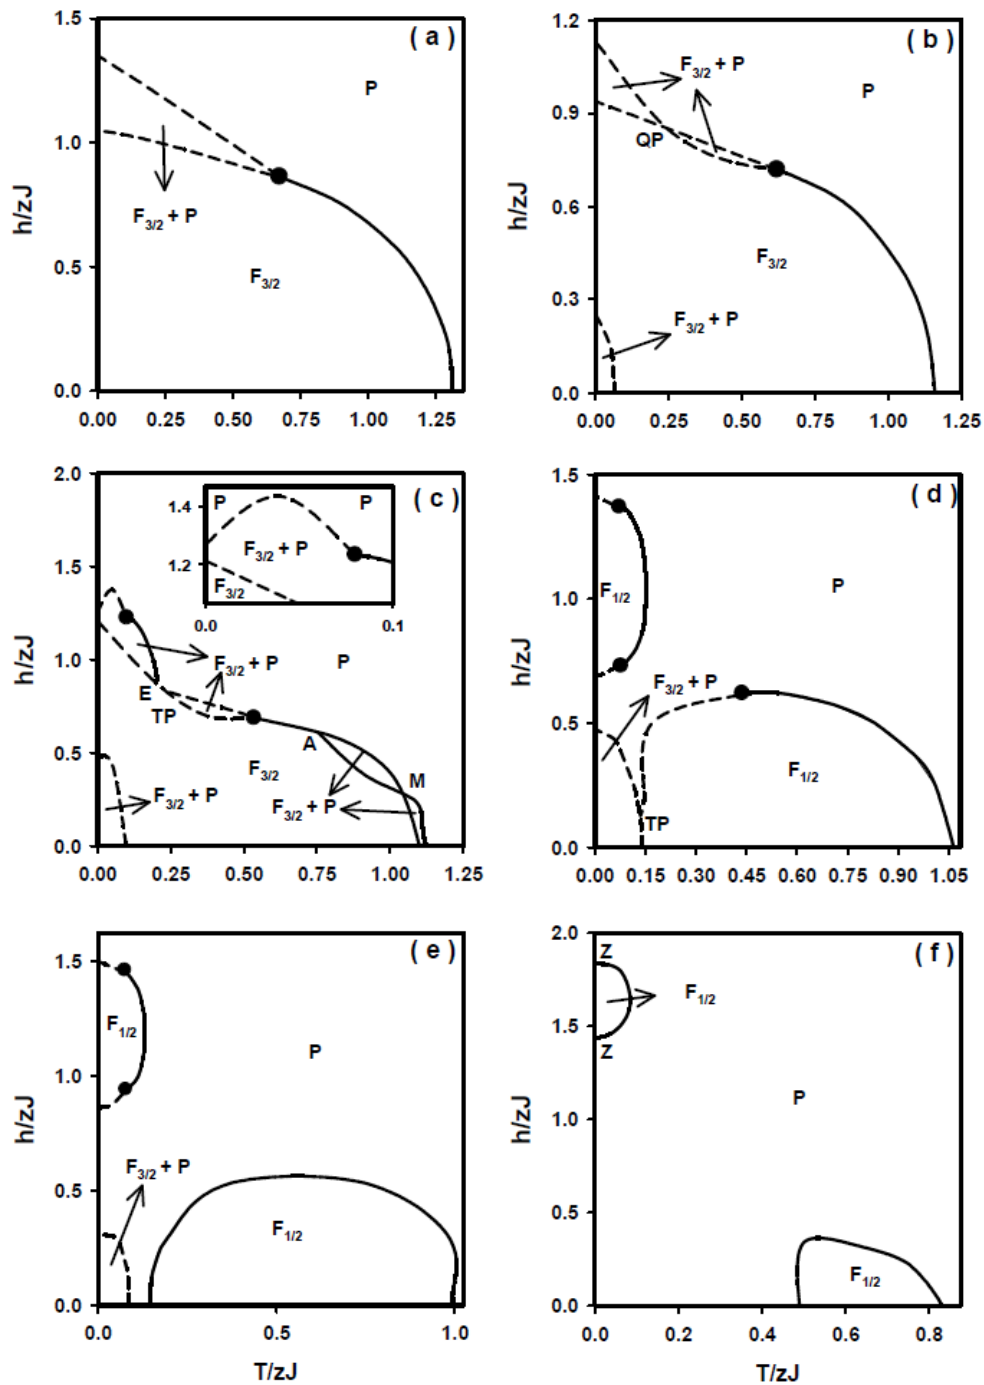 ( a )
1.5
1.0
0.5
0.0
h/zJ
P
F3/2 + P
F3/2
0.00 0.25 0.50 0.75 1.00 1.25
( b )
1.2
0.9
0.6
0.3
0.0
h/zJ
F3/2 + P
P
QP
F3/2
F3/2 + P
0.00 0.25 0.50 0.75 1.00 1.25
( c )
2.0
1.5
1.0
0.5
0.0
h/zJ
P P
1.4
F3/2 + P
1.2
F3/2
0.0 0.1
F3/2 + P
P
E
TP
A
F3/2
M
F3/2 + P
F3/2 + P
0.00 0.25 0.50 0.75 1.00 1.25
( d )
1.5
1.0
0.5
0.0
h/zJ
P
F1/2
F3/2 + P
F1/2
TP
0.00 0.15 0.30 0.45 0.60 0.75 0.90 1.05
( e )
1.5
1.0
0.5
0.0
h/zJ
F1/2
P
F3/2 + P
F1/2
0.0 0.5 1.0
T/zJ
( f )
2.0
1.5
1.0
0.5
0.0
h/zJ
Z
F1/2
Z
P
F1/2
0.0 0.2 0.4 0.6 0.8
T/zJ